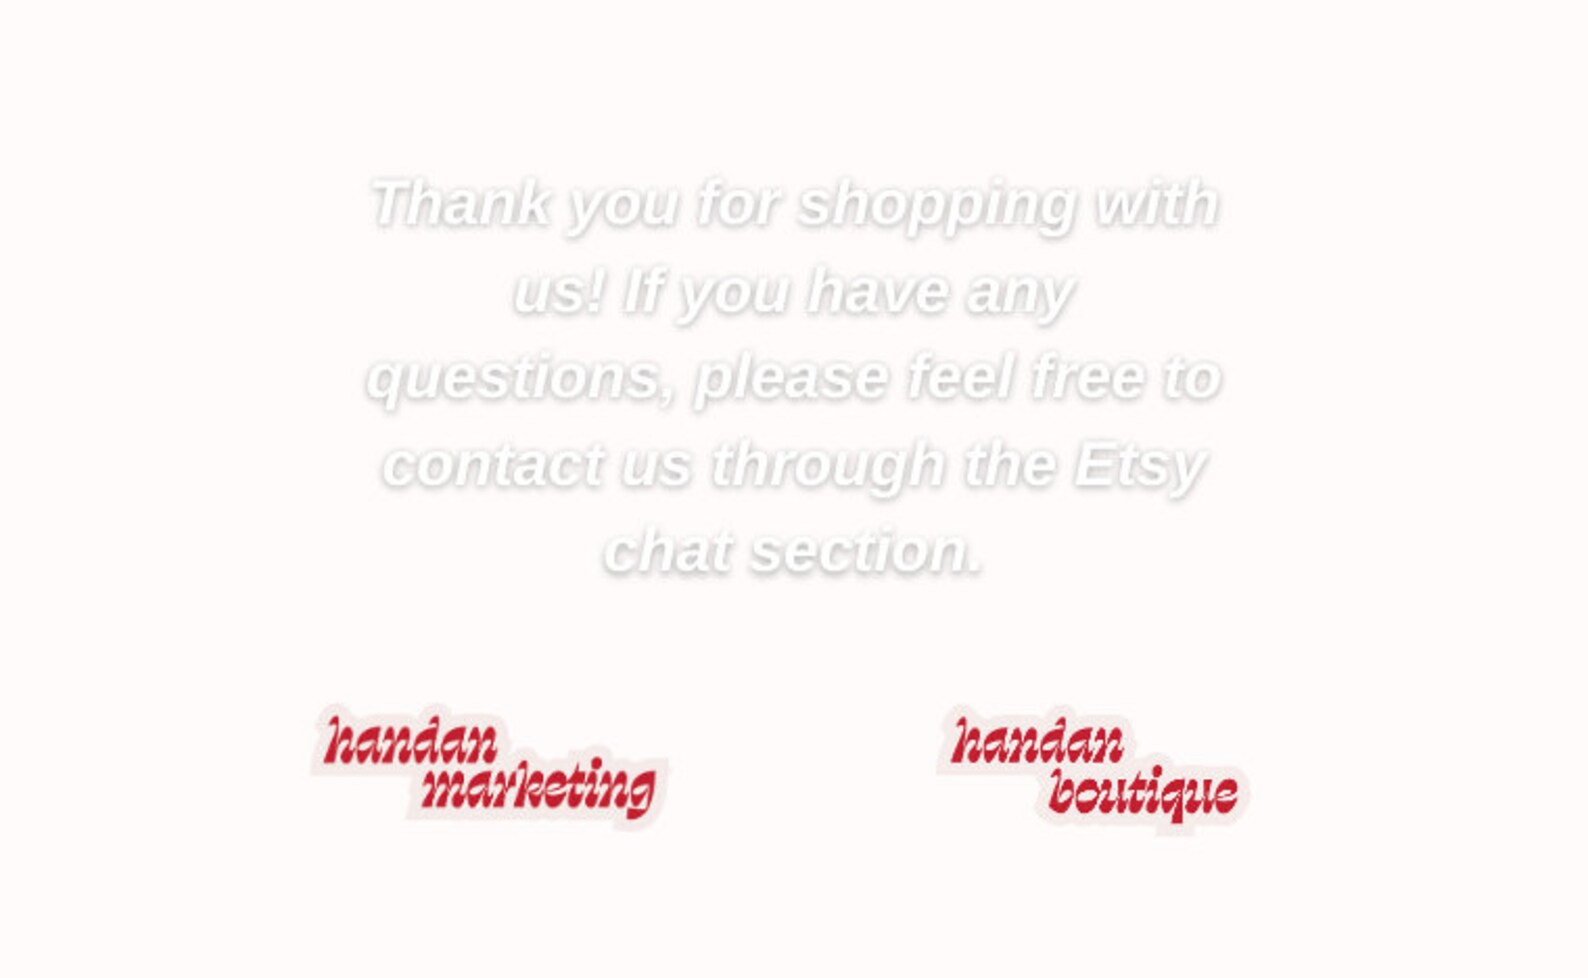 Thank you for shopping with
us! If you have any
questions, please feel free to
contact us through the Etsy
chat section.
handan
marketing
handan
boutique